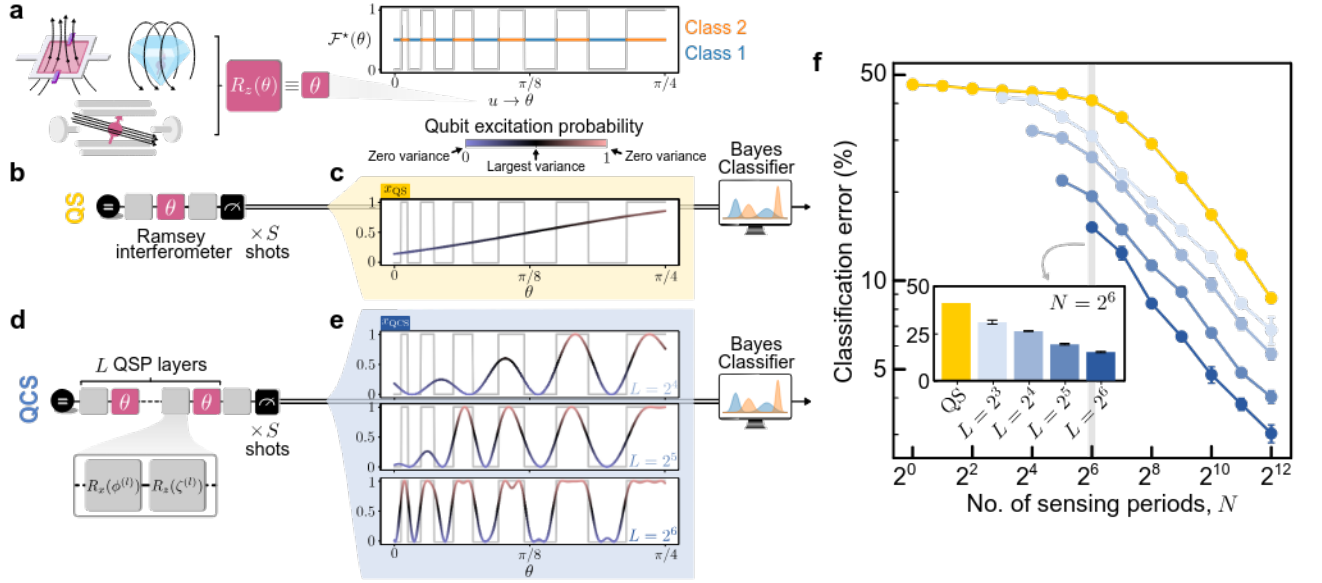 a
R_z(θ) ≡ θ
F*(θ)
1
0
0
π/8
π/4
u → θ
Class 2
Class 1
Qubit excitation probability
Zero variance
0
Largest variance
1
Zero variance
b
QS
=
θ
Ramsey
interferometer
× S
shots
c
x_QS
1
0.5
0
0
π/8
π/4
θ
Bayes
Classifier
d
QCS
L QSP layers
=
θ
θ
× S
shots
R_x(ϕ^(l))
R_z(ζ^(l))
e
x_QCS
1
0.5
0
L = 2^4
1
0.5
0
L = 2^5
1
0.5
0
L = 2^6
0
π/8
π/4
θ
Bayes
Classifier
f
Classification error (%)
50
10
5
2^0
2^2
2^4
2^6
2^8
2^10
2^12
No. of sensing periods, N
50
25
0
N = 2^6
QS
L = 2^3
L = 2^4
L = 2^5
L = 2^6